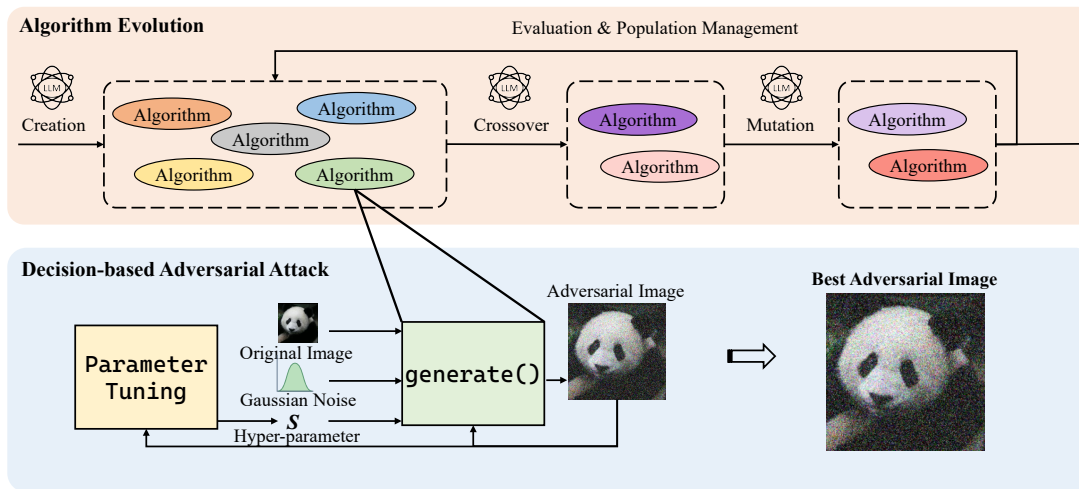 Algorithm Evolution
Evaluation & Population Management
LLM
Creation
Algorithm
Algorithm
Algorithm
Algorithm
Algorithm
LLM
Crossover
Algorithm
Algorithm
LLM
Mutation
Algorithm
Algorithm
Decision-based Adversarial Attack
Parameter
Tuning
Original Image
Gaussian Noise
S
Hyper-parameter
generate()
Adversarial Image
Best Adversarial Image